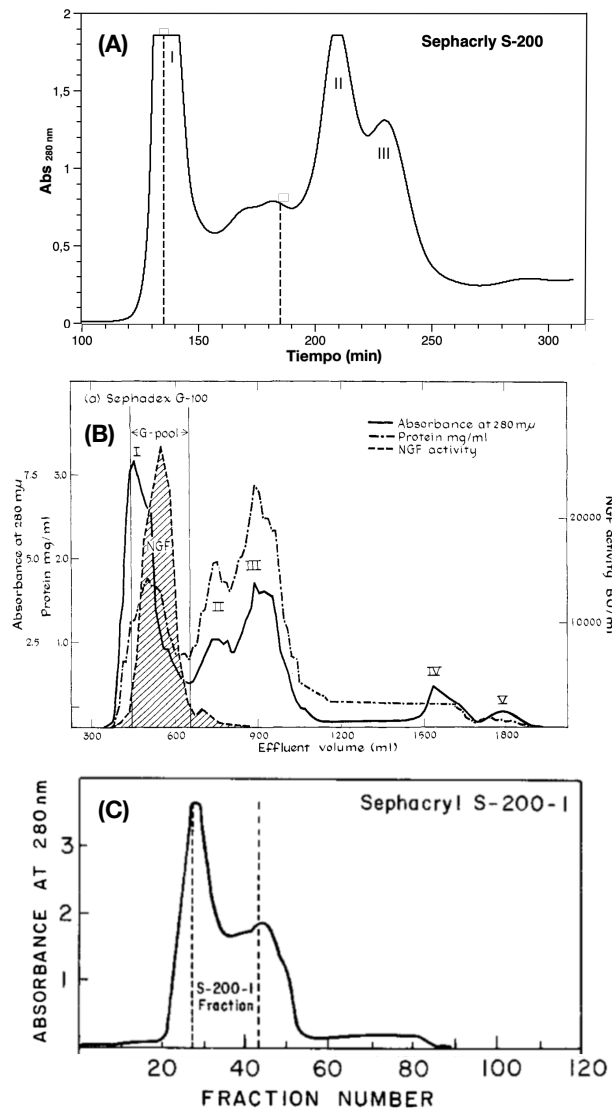 (A)
Sephacrly S-200
2
1,5
1
0,5
0
Abs 280 nm
I
II
III
100
150
200
250
300
Tiempo (min)
(a) Sephadex G-100
(B)
←G-pool→
Absorbance at 280 mμ
Protein mg/ml
NGF activity
I
NGF
II
III
IV
V
Absorbance at 280 mμ
Protein mg/ml
7.5 3.0
5.0 2.0
2.5 1.0
20000
10000
NGF activity BU/ml
300
600
900
1200
1500
1800
Effluent volume (ml)
(C)
Sephacryl S-200-I
ABSORBANCE AT 280 nm
3
2
1
S-200-I
Fraction
20
40
60
80
100
120
FRACTION NUMBER